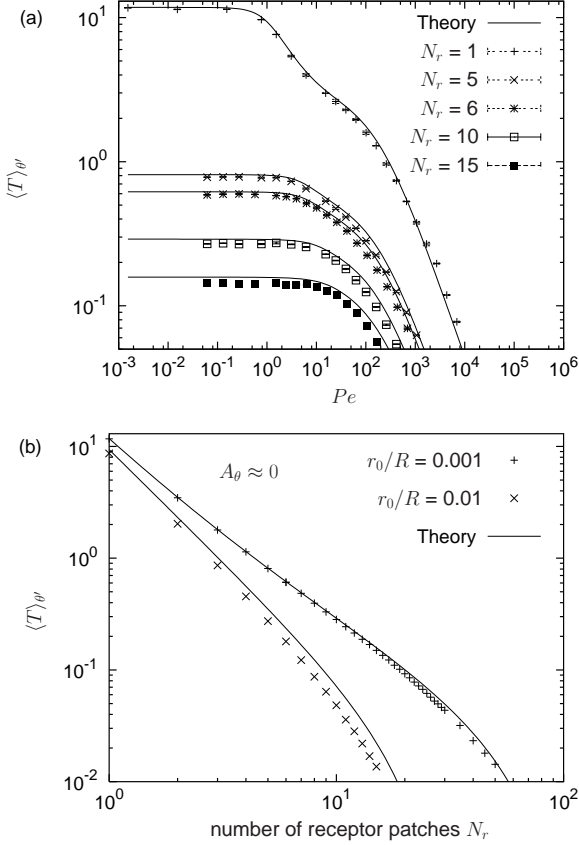 (a)
10^1
10^0
10^-1
⟨T⟩_θ'
Theory
N_r = 1
N_r = 5
N_r = 6
N_r = 10
N_r = 15
10^-3 10^-2 10^-1 10^0 10^1 10^2 10^3 10^4 10^5 10^6
Pe
(b)
10^1
10^0
10^-1
10^-2
⟨T⟩_θ'
A_θ ≈ 0
r_0/R = 0.001
r_0/R = 0.01
Theory
10^0 10^1 10^2
number of receptor patches N_r